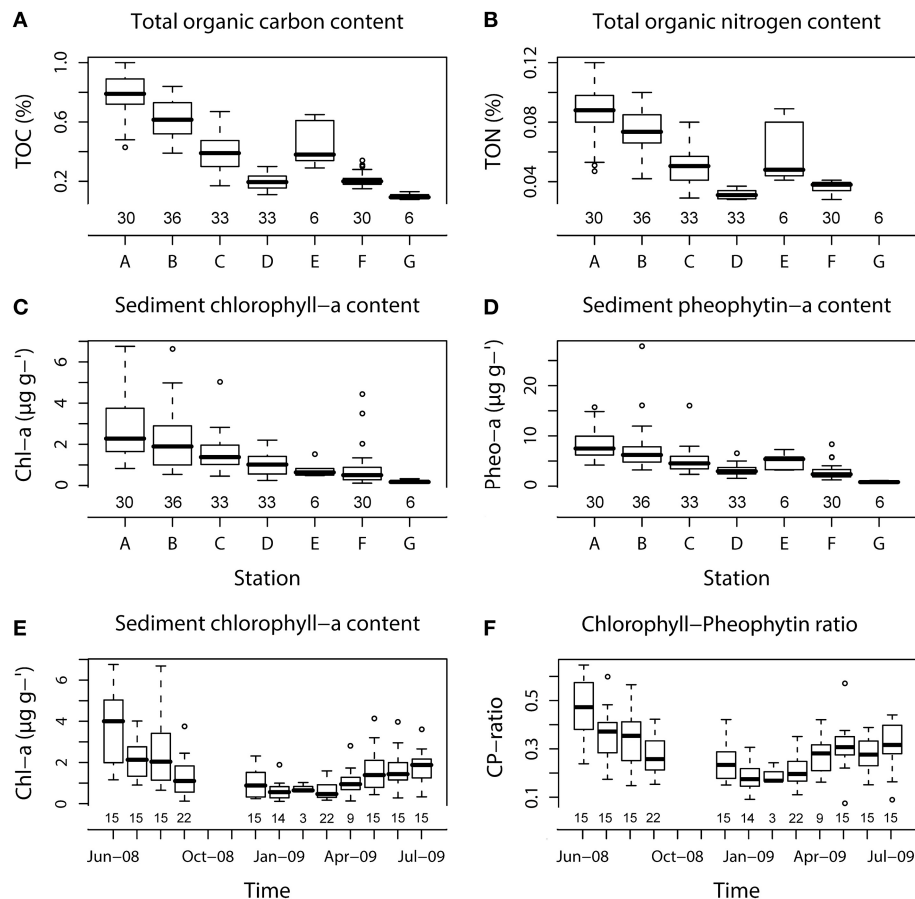 A Total organic carbon content
TOC (%)
1.0
0.6
0.2
30 36 33 33 6 30 6
A B C D E F G
B Total organic nitrogen content
TON (%)
0.12
0.08
0.04
30 36 33 33 6 30 6
A B C D E F G
C Sediment chlorophyll–a content
Chl–a (µg g–¹)
6
4
2
0
30 36 33 33 6 30 6
A B C D E F G
Station
D Sediment pheophytin–a content
Pheo–a (µg g–¹)
20
10
0
30 36 33 33 6 30 6
A B C D E F G
Station
E Sediment chlorophyll–a content
Chl–a (µg g–¹)
6
4
2
0
15 15 15 22 15 14 3 22 9 15 15 15
Jun–08 Oct–08 Jan–09 Apr–09 Jul–09
Time
F Chlorophyll–Pheophytin ratio
CP–ratio
0.5
0.3
0.1
15 15 15 22 15 14 3 22 9 15 15 15
Jun–08 Oct–08 Jan–09 Apr–09 Jul–09
Time